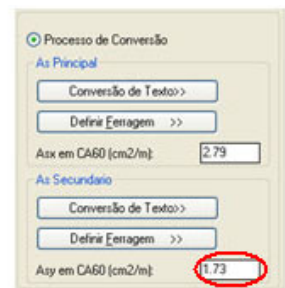 Processo de Conversão
As Principal
Conversão de Texto>>
Definir Ferragem >>
Asx em CA60 (cm2/m): 2.79
As Secundario
Conversão de Texto>>
Definir Ferragem >>
Asy em CA60 (cm2/m): 1.73